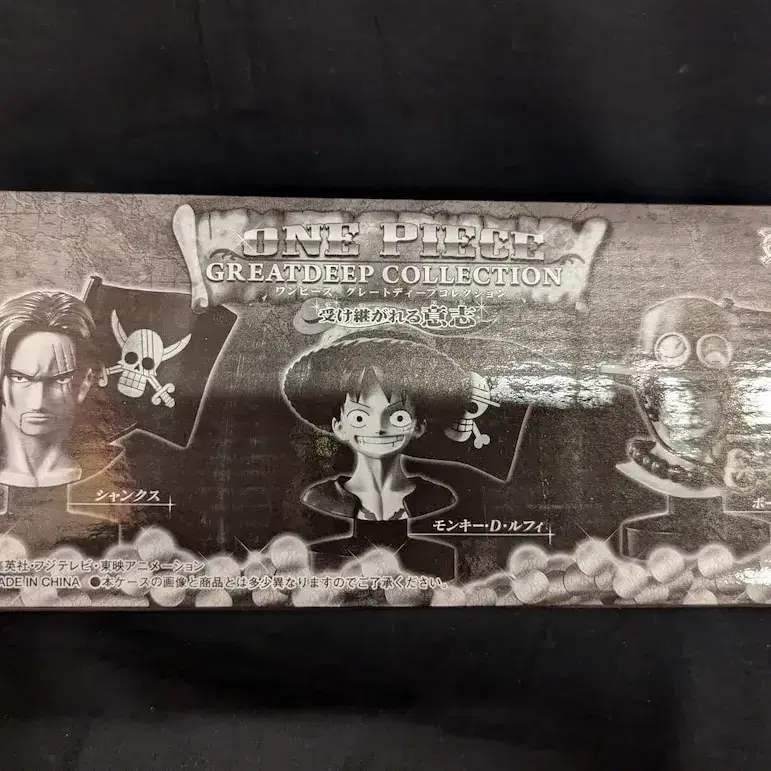 ONE PIECE
GREATDEEP COLLECTION
ワンピース グレートディープコレクション
受け継がれる意志
シャンクス
モンキー・D・ルフィ
ポー
英社・フジテレビ・東映アニメーション
ADE IN CHINA ●本ケースの画像と商品とは多少異なりますのでご了承ください。